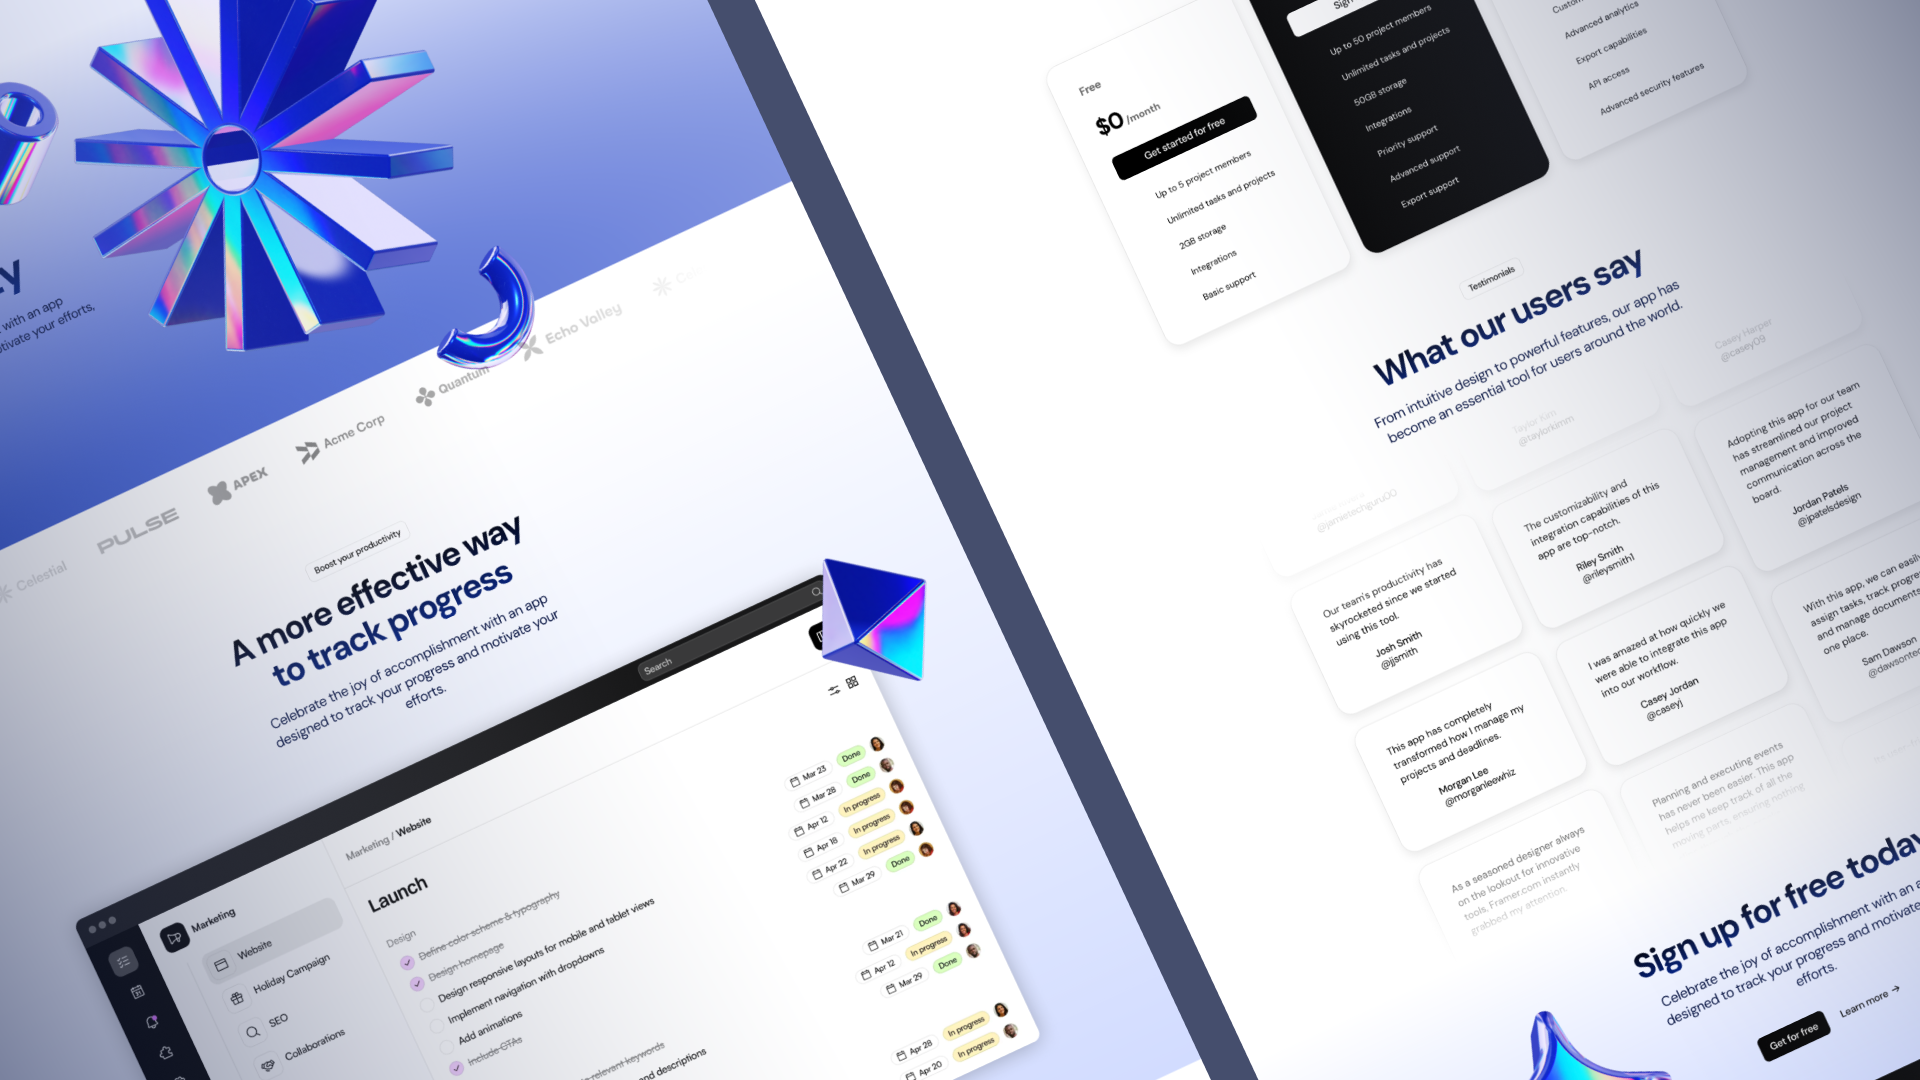 with an app
tivate your efforts,
Celestial
PULSE
APEX
Acme Corp
Quantum
Echo Valley
Boost your productivity
A more effective way
to track progress
Celebrate the joy of accomplishment with an app
designed to track your progress and motivate your
efforts.
Search
Marketing
Website
Holiday Campaign
SEO
Collaborations
Marketing / Website
Launch
Design
Define color scheme & typography
Mar 23 Done
Design homepage
Mar 28 Done
Design responsive layouts for mobile and tablet views
Apr 12 In progress
Implement navigation with dropdowns
Apr 18 In progress
Add animations
Apr 22 In progress
Include CTAs
Mar 29 Done
relevant keywords
Mar 21 Done
and descriptions
Apr 12 In progress
Mar 29 Done
Apr 28 In progress
Apr 20 In progress
Free
$0 /month
Get started for free
Up to 5 project members
Unlimited tasks and projects
2GB storage
Integrations
Basic support
Sign
Up to 50 project members
Unlimited tasks and projects
50GB storage
Integrations
Priority support
Advanced support
Export support
Advanced analytics
Export capabilities
API access
Advanced security features
Testimonials
What our users say
From intuitive design to powerful features, our app has
become an essential tool for users around the world.
@jamietechguru00
Our team's productivity has
skyrocketed since we started
using this tool.
Josh Smith
@jjsmith
This app has completely
transformed how I manage my
projects and deadlines.
Morgan Lee
@morganleewhiz
As a seasoned designer always
on the lookout for innovative
tools, Framer.com instantly
grabbed my attention.
Taylor Kim
@taylorkimm
The customizability and
integration capabilities of this
app are top-notch.
Riley Smith
@rileysmith1
I was amazed at how quickly we
were able to integrate this app
into our workflow.
Casey Jordan
@caseyj
Planning and executing events
has never been easier. This app
helps me keep track of all the
moving parts, ensuring nothing
Casey Harper
@casey09
Adopting this app for our team
has streamlined our project
management and improved
communication across the
board.
Jordan Patels
@jpatelsdesign
With this app, we can easily
assign tasks, track progress
and manage documents
one place.
Sam Dawson
@dawsontec
Sign up for free today
Celebrate the joy of accomplishment with an a
designed to track your progress and motivate
efforts.
Get for free
Learn more →